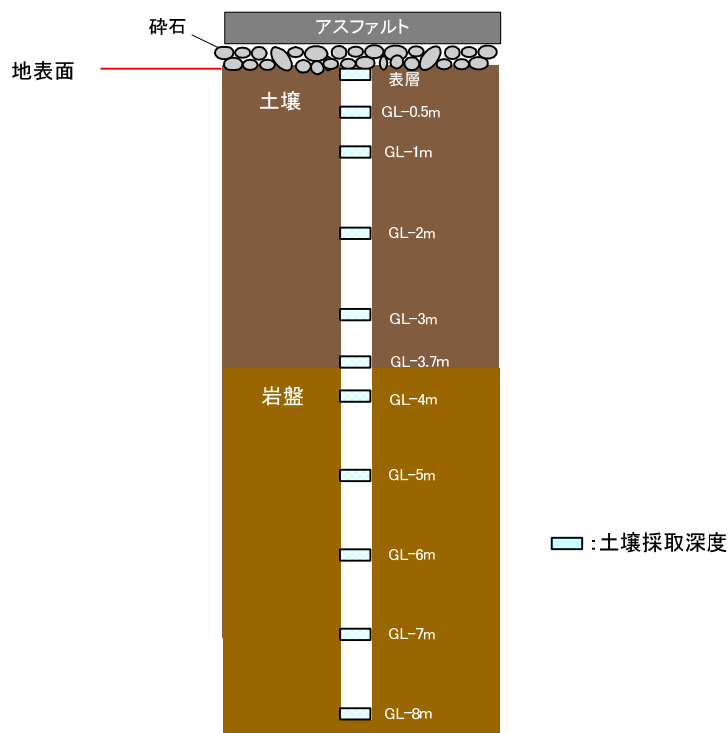 アスファルト
砕石
地表面
表層
土壌
GL-0.5m
GL-1m
GL-2m
GL-3m
GL-3.7m
岩盤
GL-4m
GL-5m
:土壌採取深度
GL-6m
GL-7m
GL-8m